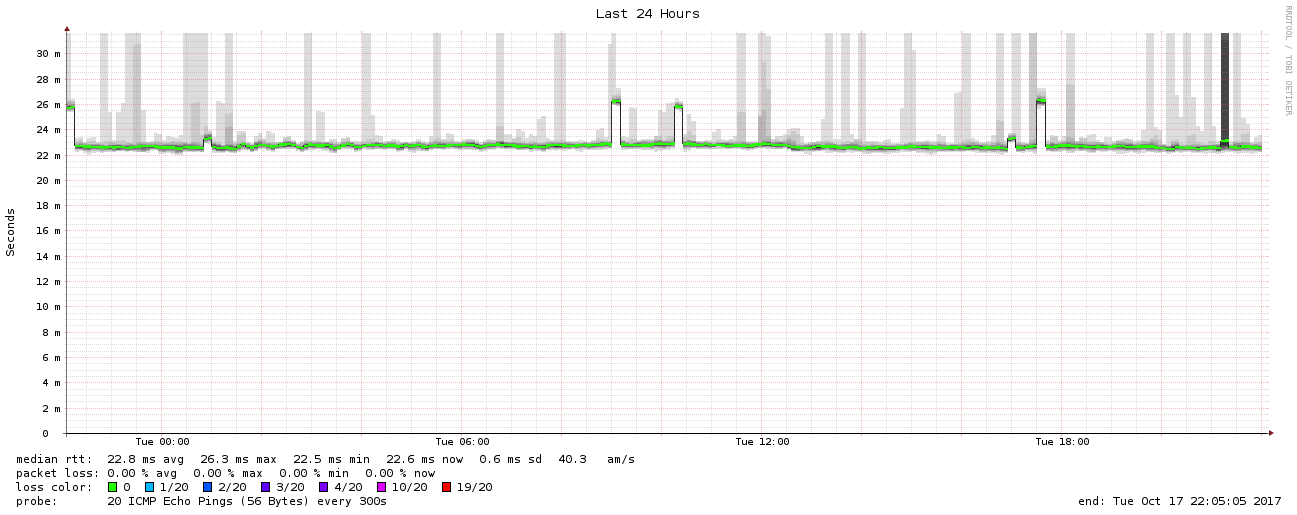 Last 24 Hours
RRDTOOL / TOBI OETIKER
Seconds
30 m
28 m
26 m
24 m
22 m
20 m
18 m
16 m
14 m
12 m
10 m
8 m
6 m
4 m
2 m
0
Tue 00:00 Tue 06:00 Tue 12:00 Tue 18:00
median rtt: 22.8 ms avg 26.3 ms max 22.5 ms min 22.6 ms now 0.6 ms sd 40.3 am/s
packet loss: 0.00 % avg 0.00 % max 0.00 % min 0.00 % now
loss color: 0 1/20 2/20 3/20 4/20 10/20 19/20
probe: 20 ICMP Echo Pings (56 Bytes) every 300s end: Tue Oct 17 22:05:05 2017